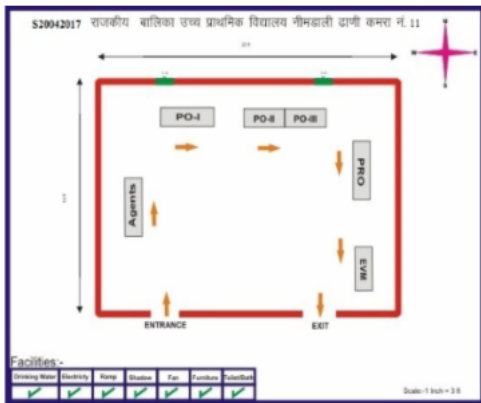 S20042017 राजकीय बालिका उच्च प्राथमिक विद्यालय नीमडाली ढाणी कमरा नं. 11
PO-I
PO-II PO-III
PRO
Agents
EVM
ENTRANCE EXIT
Facilities:-
Drinking Water Electricty Ramp Shadow Fan Furniture Toilet/Bath
Scale:-1 Inch = 3 ft